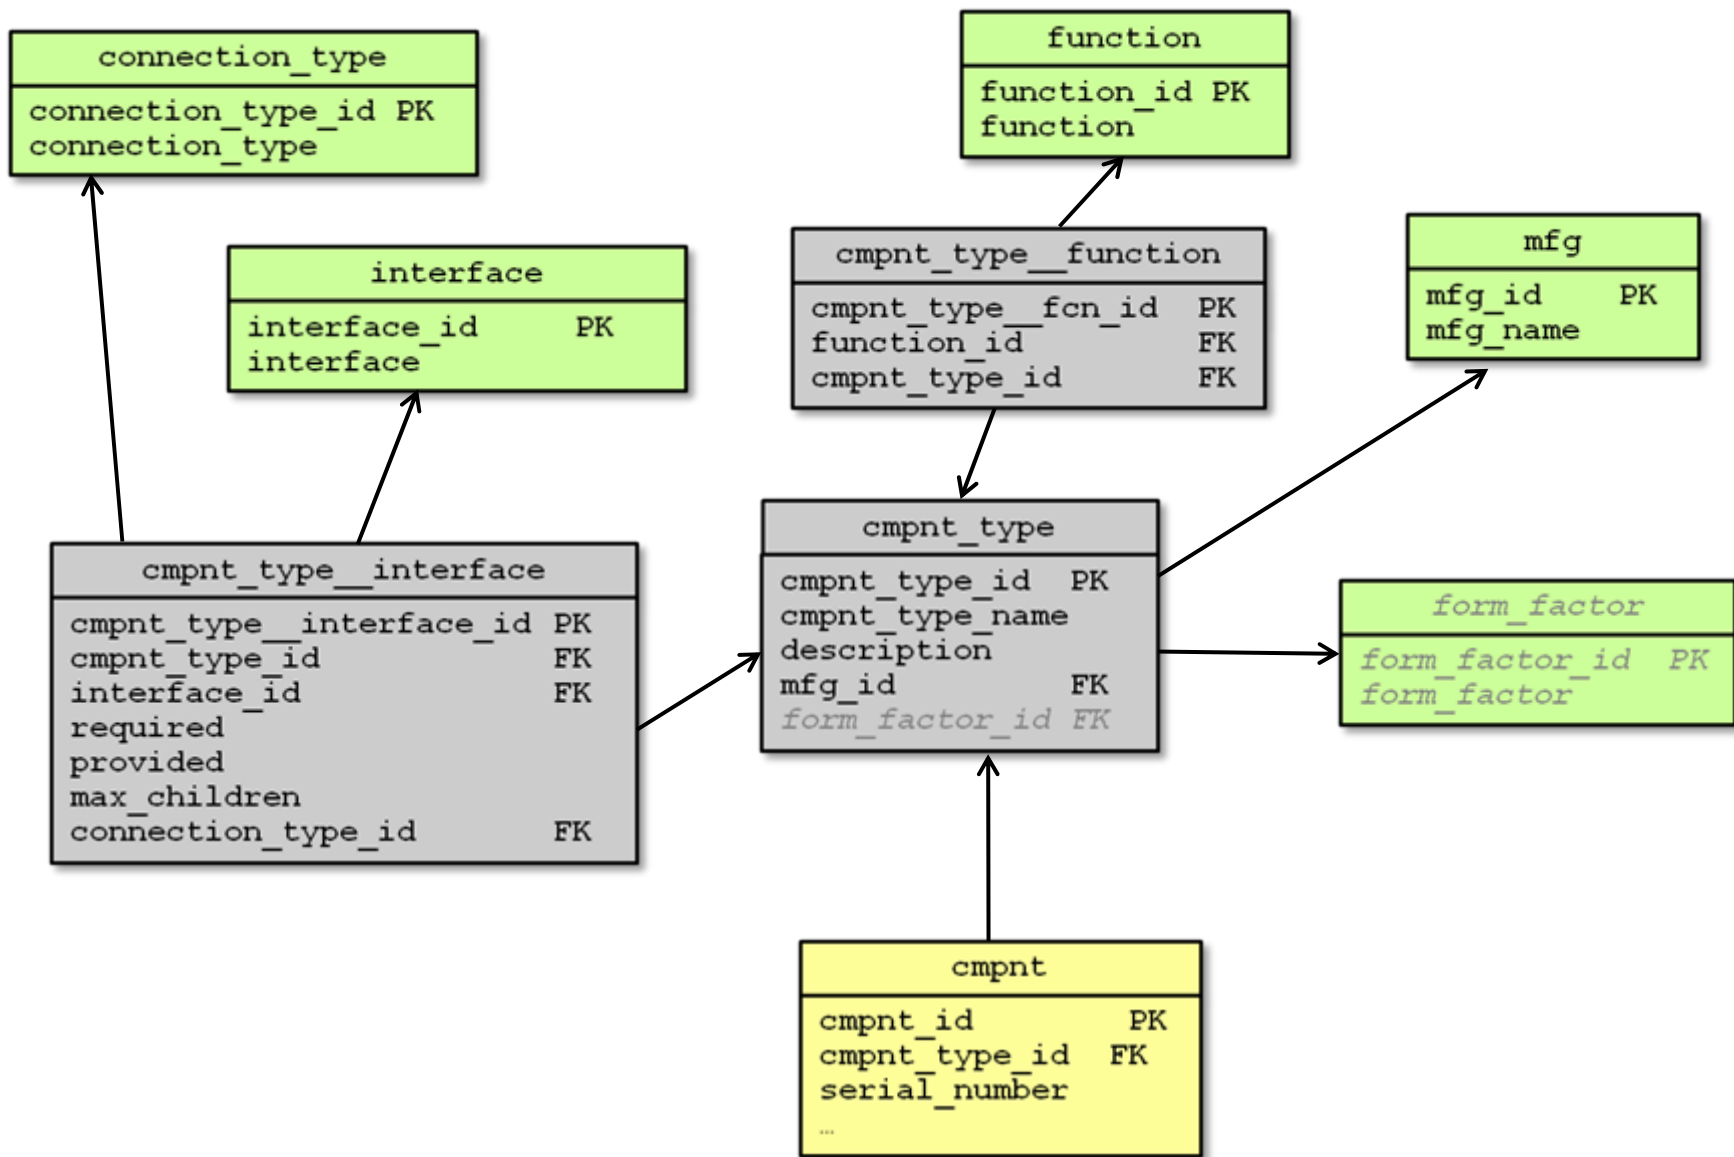 connection_type
connection_type_id PK
connection_type
function
function_id PK
function
interface
interface_id PK
interface
cmpnt_type__function
cmpnt_type__fcn_id PK
function_id FK
cmpnt_type_id FK
mfg
mfg_id PK
mfg_name
cmpnt_type__interface
cmpnt_type__interface_id PK
cmpnt_type_id FK
interface_id FK
required
provided
max_children
connection_type_id FK
cmpnt_type
cmpnt_type_id PK
cmpnt_type_name
description
mfg_id FK
form_factor_id FK
form_factor
form_factor_id PK
form_factor
cmpnt
cmpnt_id PK
cmpnt_type_id FK
serial_number
…